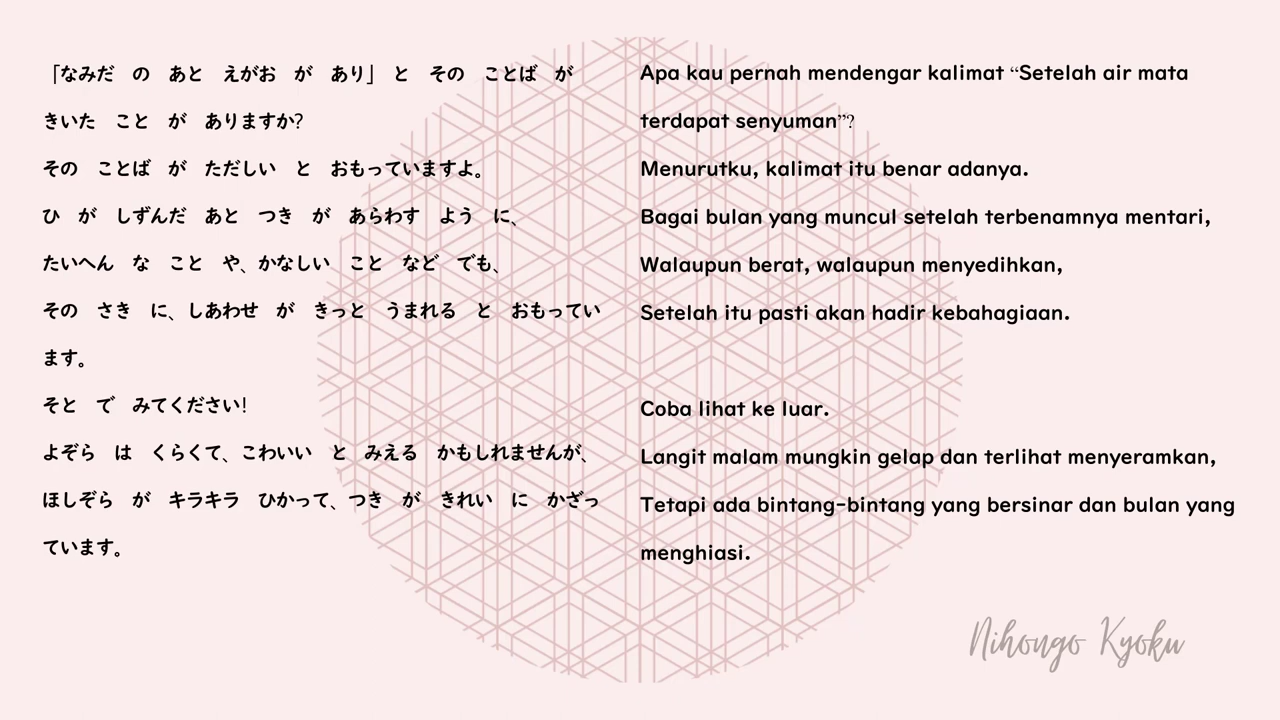 「なみだ　の　あと　えがお　が　あり」　と　その　ことば　が
きいた　こと　が　ありますか?
その　ことば　が　ただしい　と　おもっていますよ。
ひ　が　しずんだ　あと　つき　が　あらわす　よう　に、
たいへん　な　こと　や、かなしい　こと　など　でも、
その　さき　に、しあわせ　が　きっと　うまれる　と　おもってい
ます。
そと　で　みてください!
よぞら　は　くらくて、こわいい　と　みえる　かもしれませんが、
ほしぞら　が　キラキラ　ひかって、つき　が　きれい　に　かざっ
ています。
Apa kau pernah mendengar kalimat “Setelah air mata
terdapat senyuman”?
Menurutku, kalimat itu benar adanya.
Bagai bulan yang muncul setelah terbenamnya mentari,
Walaupun berat, walaupun menyedihkan,
Setelah itu pasti akan hadir kebahagiaan.
Coba lihat ke luar.
Langit malam mungkin gelap dan terlihat menyeramkan,
Tetapi ada bintang-bintang yang bersinar dan bulan yang
menghiasi.
Nihongo Kyoku